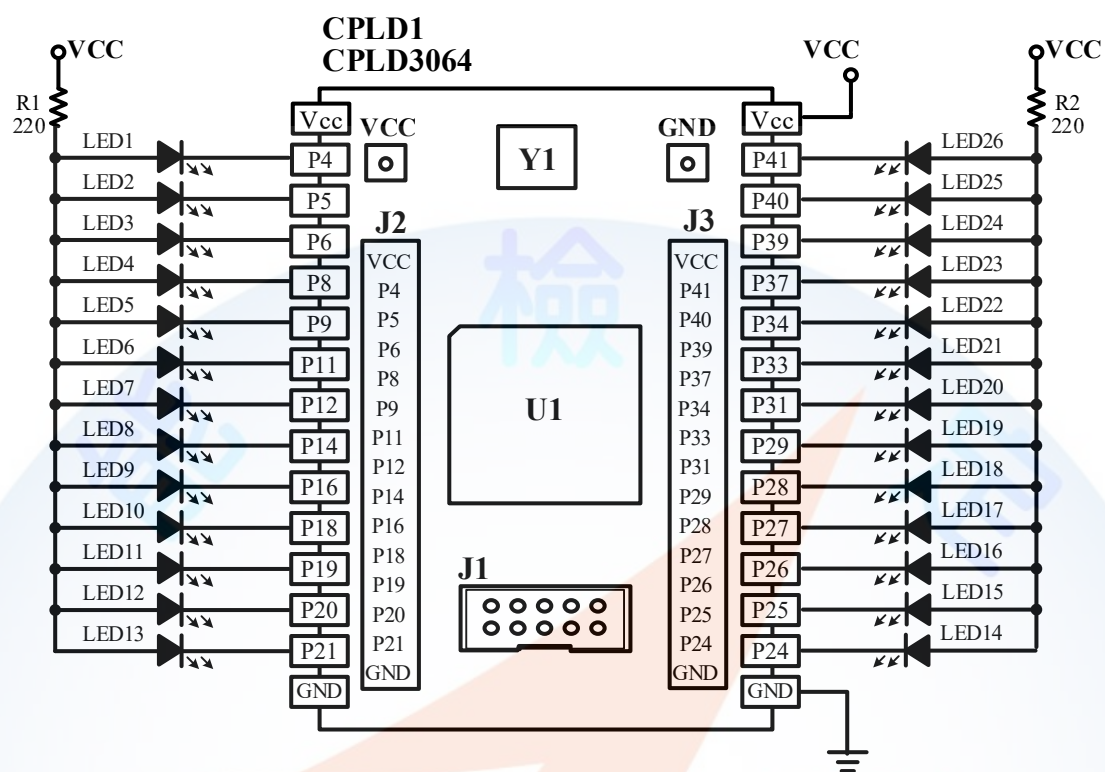 CPLD1
CPLD3064
VCC
R1
220
LED1
LED2
LED3
LED4
LED5
LED6
LED7
LED8
LED9
LED10
LED11
LED12
LED13
Vcc
P4
P5
P6
P8
P9
P11
P12
P14
P16
P18
P19
P20
P21
GND
VCC
J2
VCC
P4
P5
P6
P8
P9
P11
P12
P14
P16
P18
P19
P20
P21
GND
Y1
U1
J1
GND
J3
VCC
P41
P40
P39
P37
P34
P33
P31
P29
P28
P27
P26
P25
P24
GND
VCC
Vcc
P41
P40
P39
P37
P34
P33
P31
P29
P28
P27
P26
P25
P24
GND
VCC
R2
220
LED26
LED25
LED24
LED23
LED22
LED21
LED20
LED19
LED18
LED17
LED16
LED15
LED14
檢